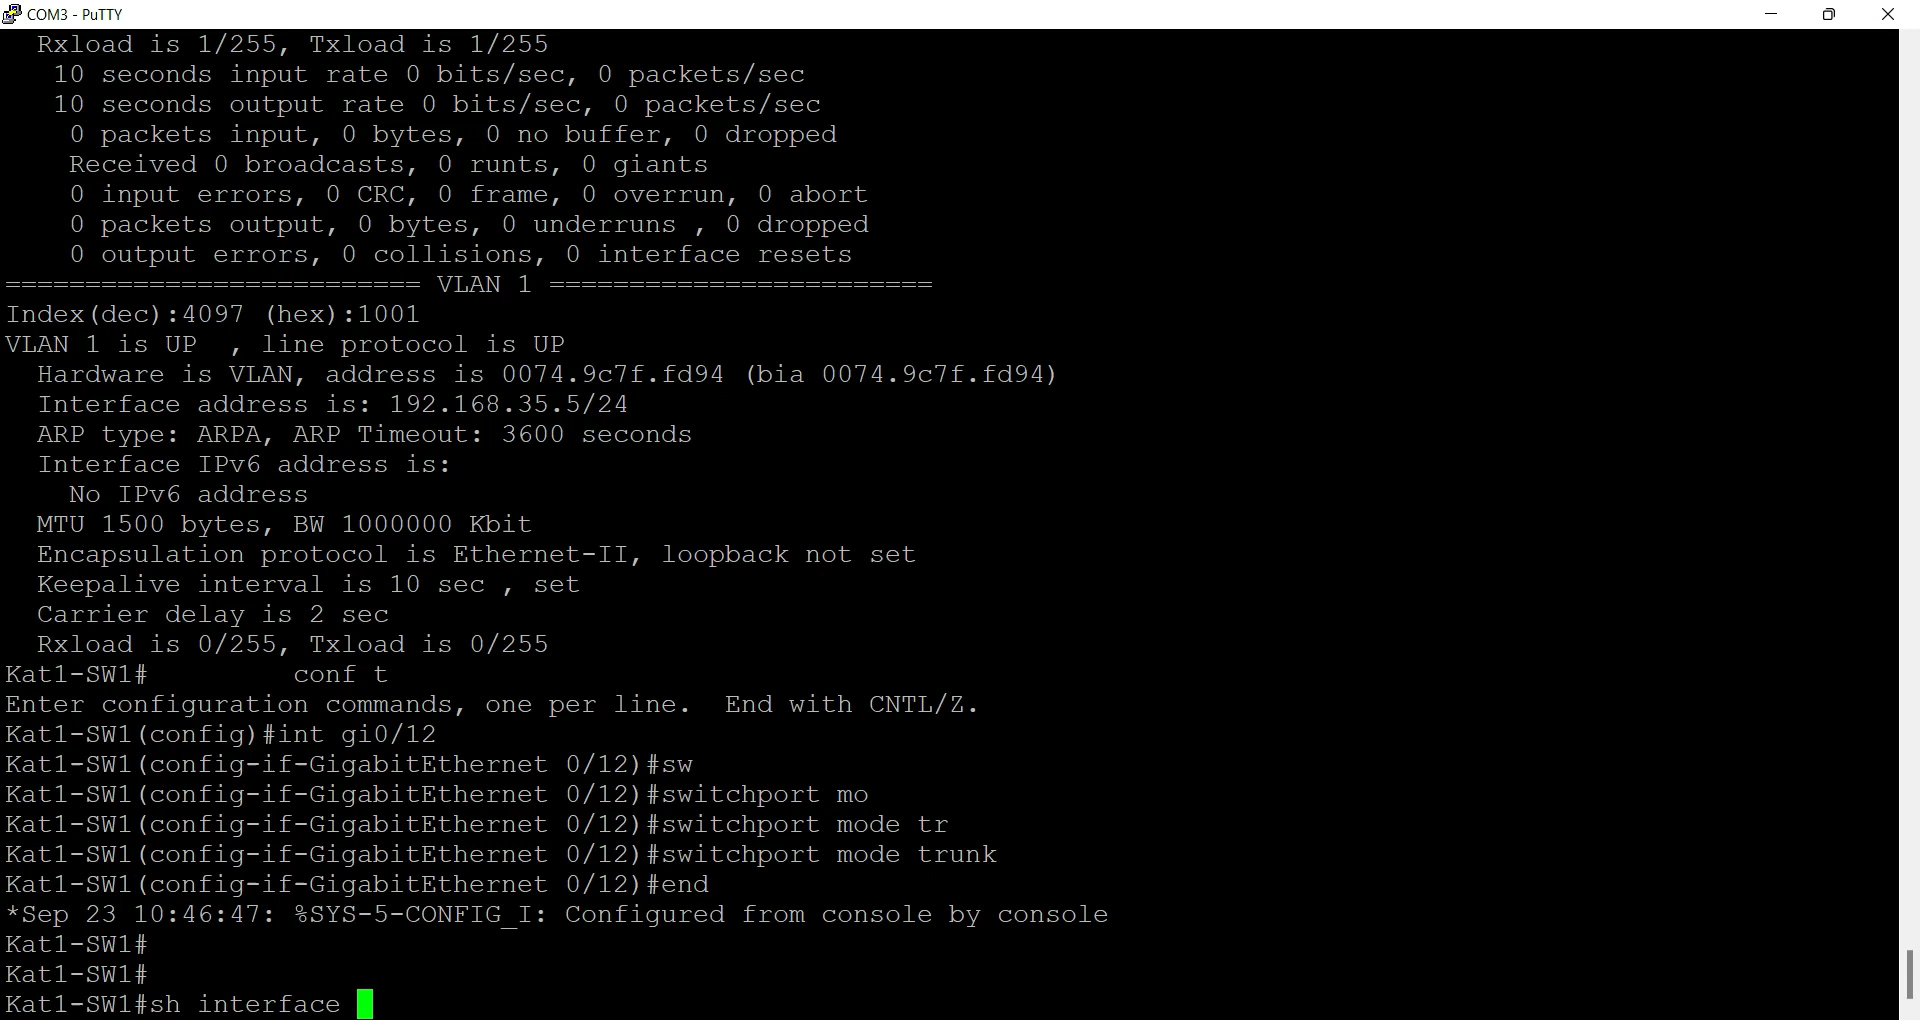 COM3 - PuTTY
Rxload is 1/255, Txload is 1/255
10 seconds input rate 0 bits/sec, 0 packets/sec
10 seconds output rate 0 bits/sec, 0 packets/sec
0 packets input, 0 bytes, 0 no buffer, 0 dropped
Received 0 broadcasts, 0 runts, 0 giants
0 input errors, 0 CRC, 0 frame, 0 overrun, 0 abort
0 packets output, 0 bytes, 0 underruns , 0 dropped
0 output errors, 0 collisions, 0 interface resets
========================== VLAN 1 ========================
Index(dec):4097 (hex):1001
VLAN 1 is UP  , line protocol is UP
Hardware is VLAN, address is 0074.9c7f.fd94 (bia 0074.9c7f.fd94)
Interface address is: 192.168.35.5/24
ARP type: ARPA, ARP Timeout: 3600 seconds
Interface IPv6 address is:
No IPv6 address
MTU 1500 bytes, BW 1000000 Kbit
Encapsulation protocol is Ethernet-II, loopback not set
Keepalive interval is 10 sec , set
Carrier delay is 2 sec
Rxload is 0/255, Txload is 0/255
Kat1-SW1#         conf t
Enter configuration commands, one per line.  End with CNTL/Z.
Kat1-SW1(config)#int gi0/12
Kat1-SW1(config-if-GigabitEthernet 0/12)#sw
Kat1-SW1(config-if-GigabitEthernet 0/12)#switchport mo
Kat1-SW1(config-if-GigabitEthernet 0/12)#switchport mode tr
Kat1-SW1(config-if-GigabitEthernet 0/12)#switchport mode trunk
Kat1-SW1(config-if-GigabitEthernet 0/12)#end
*Sep 23 10:46:47: %SYS-5-CONFIG_I: Configured from console by console
Kat1-SW1#
Kat1-SW1#
Kat1-SW1#sh interface